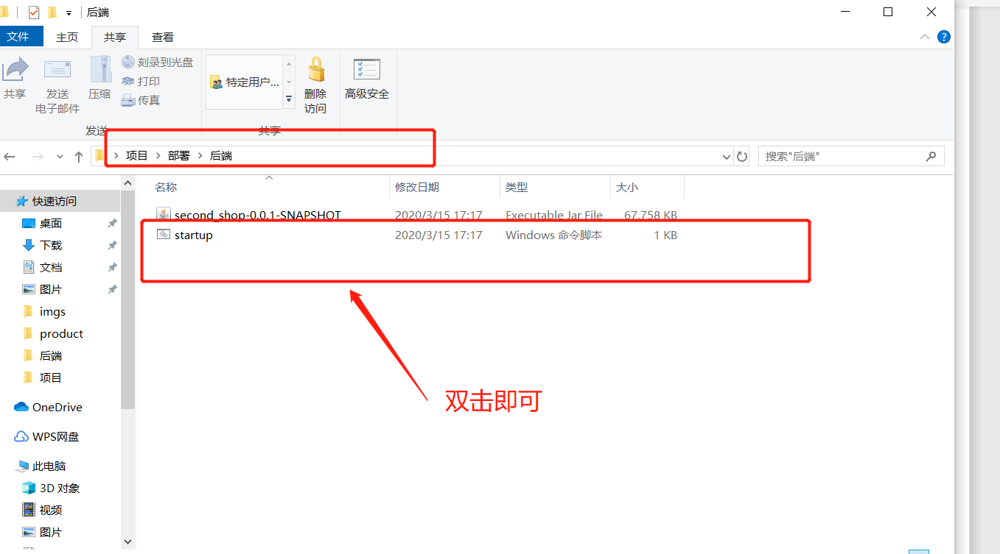 后端
文件 主页 共享 查看
共享
发送
电子邮件
压缩
刻录到光盘
打印
传真
特定用户...
删除
访问
高级安全
发送
共享
项目 部署 后端
搜索"后端"
名称 修改日期 类型 大小
second_shop-0.0.1-SNAPSHOT 2020/3/15 17:17 Executable Jar File 67,758 KB
startup 2020/3/15 17:17 Windows 命令脚本 1 KB
快速访问
桌面
下载
文档
图片
imgs
product
后端
项目
OneDrive
WPS网盘
此电脑
3D 对象
视频
图片
双击即可